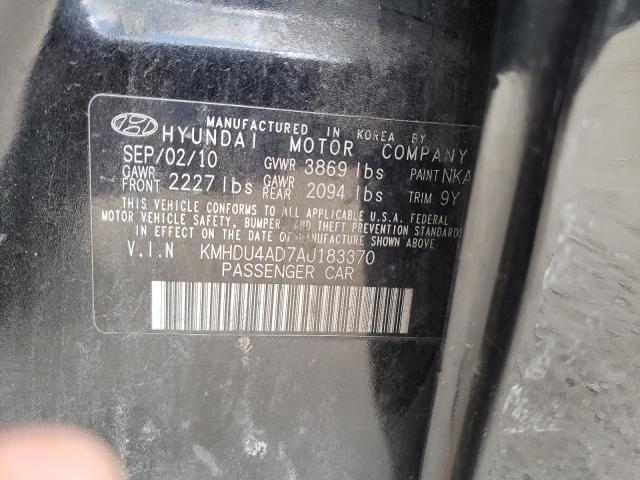 MANUFACTURED IN KOREA BY
HYUNDAI MOTOR COMPANY
SEP/02/10 GVWR 3869 lbs PAINT NKA
GAWR FRONT 2227 lbs GAWR REAR 2094 lbs TRIM 9Y
THIS VEHICLE CONFORMS TO ALL APPLICABLE U.S.A. FEDERAL
MOTOR VEHICLE SAFETY, BUMPER, AND THEFT PREVENTION STANDARDS
IN EFFECT ON THE DATE OF MANUFACTURE SHOWN ABOVE
V.I.N KMHDU4AD7AU183370
PASSENGER CAR